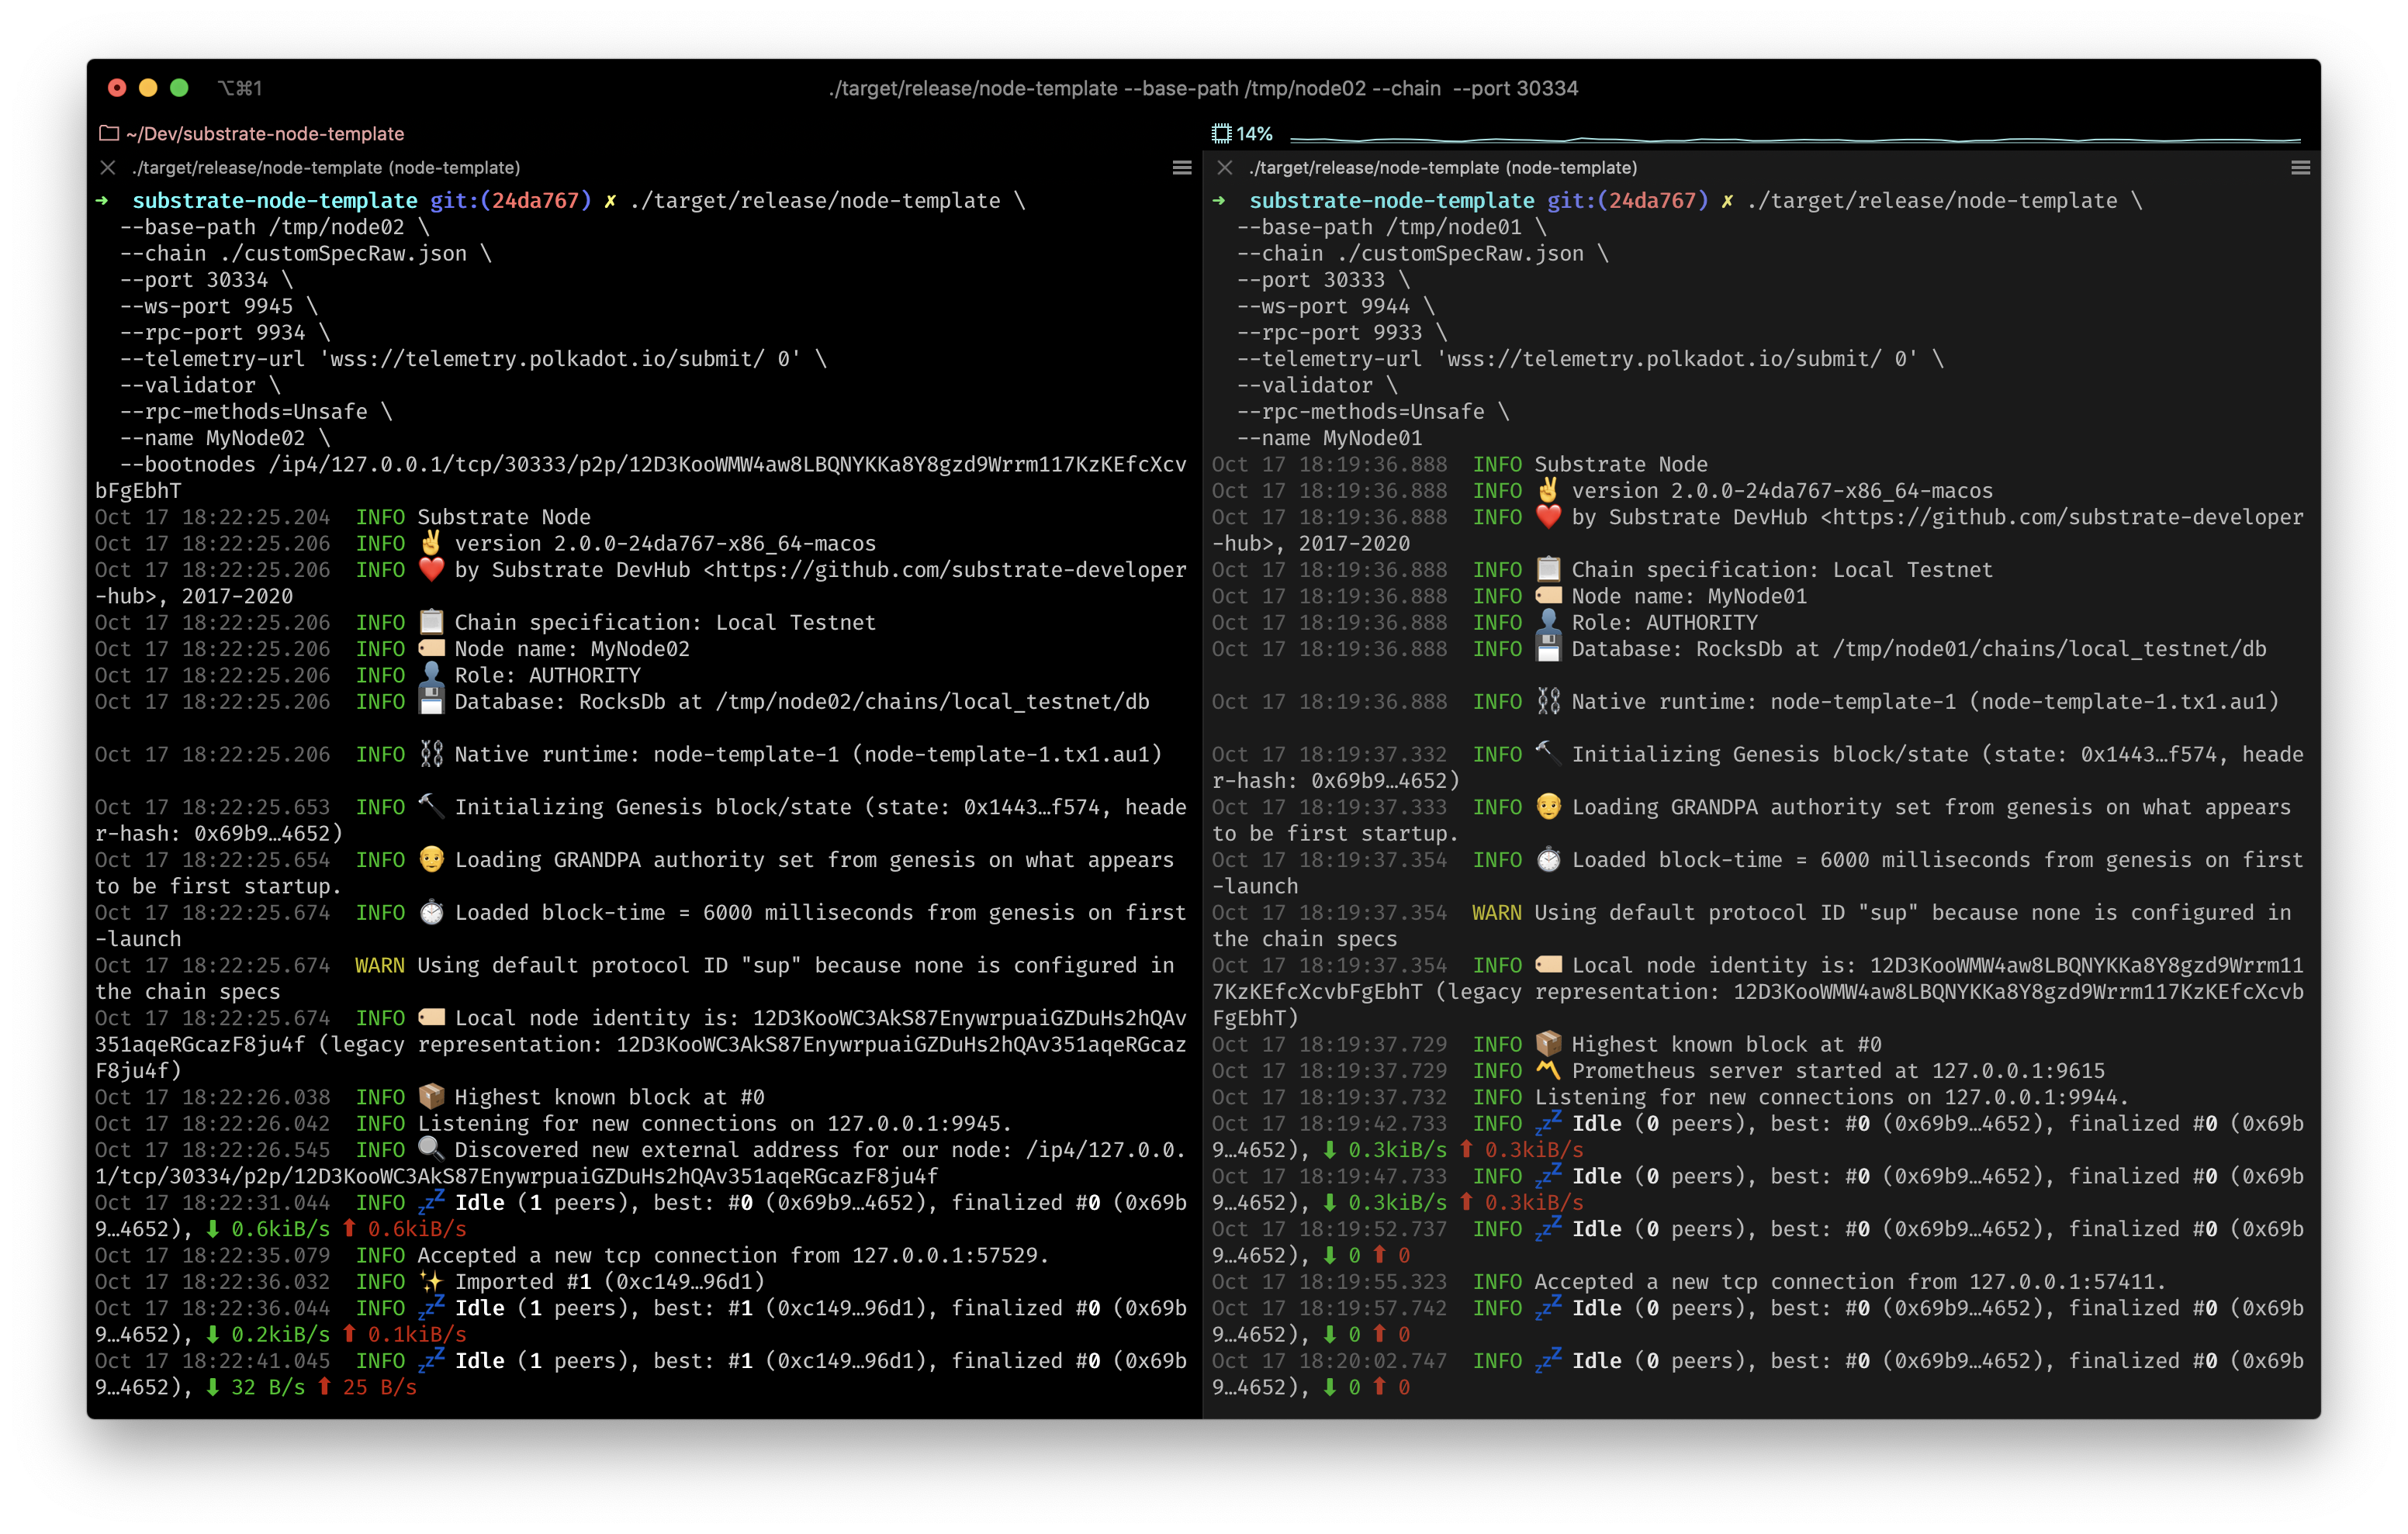 ⌥⌘1
./target/release/node-template --base-path /tmp/node02 --chain  --port 30334
~/Dev/substrate-node-template
14%
./target/release/node-template (node-template)
➜  substrate-node-template git:(24da767) ✗ ./target/release/node-template \
  --base-path /tmp/node02 \
  --chain ./customSpecRaw.json \
  --port 30334 \
  --ws-port 9945 \
  --rpc-port 9934 \
  --telemetry-url 'wss://telemetry.polkadot.io/submit/ 0' \
  --validator \
  --rpc-methods=Unsafe \
  --name MyNode02 \
  --bootnodes /ip4/127.0.0.1/tcp/30333/p2p/12D3KooWMW4aw8LBQNYKKa8Y8gzd9Wrrm117KzKEfcXcv
bFgEbhT
Oct 17 18:22:25.204  INFO Substrate Node
Oct 17 18:22:25.206  INFO ✌️ version 2.0.0-24da767-x86_64-macos
Oct 17 18:22:25.206  INFO ❤️ by Substrate DevHub <https://github.com/substrate-developer
-hub>, 2017-2020
Oct 17 18:22:25.206  INFO 📋 Chain specification: Local Testnet
Oct 17 18:22:25.206  INFO 🏷 Node name: MyNode02
Oct 17 18:22:25.206  INFO 👤 Role: AUTHORITY
Oct 17 18:22:25.206  INFO 💾 Database: RocksDb at /tmp/node02/chains/local_testnet/db
Oct 17 18:22:25.206  INFO ⛓ Native runtime: node-template-1 (node-template-1.tx1.au1)
Oct 17 18:22:25.653  INFO 🔨 Initializing Genesis block/state (state: 0x1443…f574, heade
r-hash: 0x69b9…4652)
Oct 17 18:22:25.654  INFO 👴 Loading GRANDPA authority set from genesis on what appears
to be first startup.
Oct 17 18:22:25.674  INFO ⏱ Loaded block-time = 6000 milliseconds from genesis on first
-launch
Oct 17 18:22:25.674  WARN Using default protocol ID "sup" because none is configured in
the chain specs
Oct 17 18:22:25.674  INFO 🏷 Local node identity is: 12D3KooWC3AkS87EnywrpuaiGZDuHs2hQAv
351aqeRGcazF8ju4f (legacy representation: 12D3KooWC3AkS87EnywrpuaiGZDuHs2hQAv351aqeRGcaz
F8ju4f)
Oct 17 18:22:26.038  INFO 📦 Highest known block at #0
Oct 17 18:22:26.042  INFO Listening for new connections on 127.0.0.1:9945.
Oct 17 18:22:26.545  INFO 🔍 Discovered new external address for our node: /ip4/127.0.0.
1/tcp/30334/p2p/12D3KooWC3AkS87EnywrpuaiGZDuHs2hQAv351aqeRGcazF8ju4f
Oct 17 18:22:31.044  INFO 💤 Idle (1 peers), best: #0 (0x69b9…4652), finalized #0 (0x69b
9…4652), ⬇ 0.6kiB/s ⬆ 0.6kiB/s
Oct 17 18:22:35.079  INFO Accepted a new tcp connection from 127.0.0.1:57529.
Oct 17 18:22:36.032  INFO ✨ Imported #1 (0xc149…96d1)
Oct 17 18:22:36.044  INFO 💤 Idle (1 peers), best: #1 (0xc149…96d1), finalized #0 (0x69b
9…4652), ⬇ 0.2kiB/s ⬆ 0.1kiB/s
Oct 17 18:22:41.045  INFO 💤 Idle (1 peers), best: #1 (0xc149…96d1), finalized #0 (0x69b
9…4652), ⬇ 32 B/s ⬆ 25 B/s
./target/release/node-template (node-template)
➜  substrate-node-template git:(24da767) ✗ ./target/release/node-template \
  --base-path /tmp/node01 \
  --chain ./customSpecRaw.json \
  --port 30333 \
  --ws-port 9944 \
  --rpc-port 9933 \
  --telemetry-url 'wss://telemetry.polkadot.io/submit/ 0' \
  --validator \
  --rpc-methods=Unsafe \
  --name MyNode01
Oct 17 18:19:36.888  INFO Substrate Node
Oct 17 18:19:36.888  INFO ✌️ version 2.0.0-24da767-x86_64-macos
Oct 17 18:19:36.888  INFO ❤️ by Substrate DevHub <https://github.com/substrate-developer
-hub>, 2017-2020
Oct 17 18:19:36.888  INFO 📋 Chain specification: Local Testnet
Oct 17 18:19:36.888  INFO 🏷 Node name: MyNode01
Oct 17 18:19:36.888  INFO 👤 Role: AUTHORITY
Oct 17 18:19:36.888  INFO 💾 Database: RocksDb at /tmp/node01/chains/local_testnet/db
Oct 17 18:19:36.888  INFO ⛓ Native runtime: node-template-1 (node-template-1.tx1.au1)
Oct 17 18:19:37.332  INFO 🔨 Initializing Genesis block/state (state: 0x1443…f574, heade
r-hash: 0x69b9…4652)
Oct 17 18:19:37.333  INFO 👴 Loading GRANDPA authority set from genesis on what appears
to be first startup.
Oct 17 18:19:37.354  INFO ⏱ Loaded block-time = 6000 milliseconds from genesis on first
-launch
Oct 17 18:19:37.354  WARN Using default protocol ID "sup" because none is configured in
the chain specs
Oct 17 18:19:37.354  INFO 🏷 Local node identity is: 12D3KooWMW4aw8LBQNYKKa8Y8gzd9Wrrm11
7KzKEfcXcvbFgEbhT (legacy representation: 12D3KooWMW4aw8LBQNYKKa8Y8gzd9Wrrm117KzKEfcXcvb
FgEbhT)
Oct 17 18:19:37.729  INFO 📦 Highest known block at #0
Oct 17 18:19:37.729  INFO 〽️ Prometheus server started at 127.0.0.1:9615
Oct 17 18:19:37.732  INFO Listening for new connections on 127.0.0.1:9944.
Oct 17 18:19:42.733  INFO 💤 Idle (0 peers), best: #0 (0x69b9…4652), finalized #0 (0x69b
9…4652), ⬇ 0.3kiB/s ⬆ 0.3kiB/s
Oct 17 18:19:47.733  INFO 💤 Idle (0 peers), best: #0 (0x69b9…4652), finalized #0 (0x69b
9…4652), ⬇ 0.3kiB/s ⬆ 0.3kiB/s
Oct 17 18:19:52.737  INFO 💤 Idle (0 peers), best: #0 (0x69b9…4652), finalized #0 (0x69b
9…4652), ⬇ 0 ⬆ 0
Oct 17 18:19:55.323  INFO Accepted a new tcp connection from 127.0.0.1:57411.
Oct 17 18:19:57.742  INFO 💤 Idle (0 peers), best: #0 (0x69b9…4652), finalized #0 (0x69b
9…4652), ⬇ 0 ⬆ 0
Oct 17 18:20:02.747  INFO 💤 Idle (0 peers), best: #0 (0x69b9…4652), finalized #0 (0x69b
9…4652), ⬇ 0 ⬆ 0